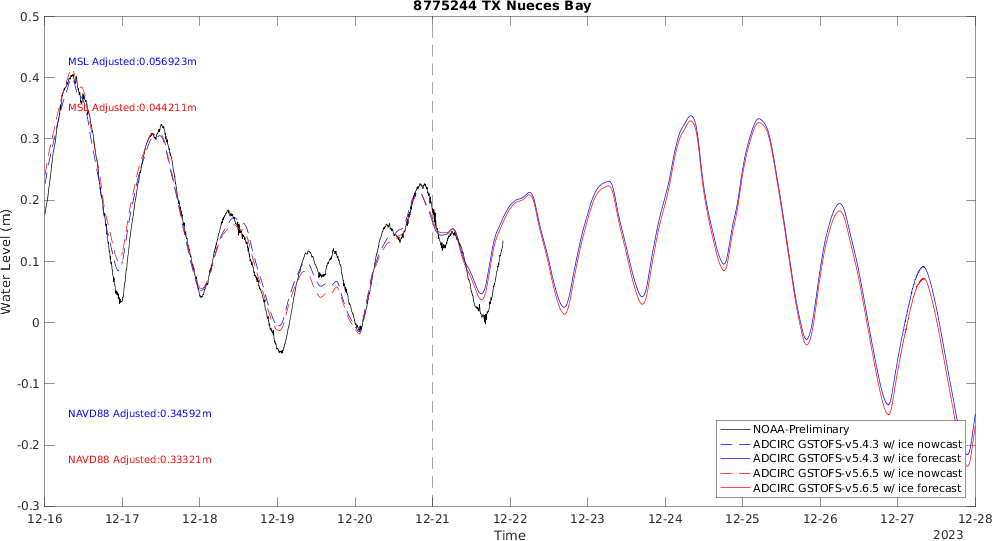 8775244 TX Nueces Bay
0.5
0.4
0.3
0.2
0.1
0
-0.1
-0.2
-0.3
Water Level (m)
MSL Adjusted:0.056923m
MSL Adjusted:0.044211m
NAVD88 Adjusted:0.34592m
NAVD88 Adjusted:0.33321m
NOAA-Preliminary
ADCIRC GSTOFS-v5.4.3 w/ ice nowcast
ADCIRC GSTOFS-v5.4.3 w/ ice forecast
ADCIRC GSTOFS-v5.6.5 w/ ice nowcast
ADCIRC GSTOFS-v5.6.5 w/ ice forecast
12-16 12-17 12-18 12-19 12-20 12-21 12-22 12-23 12-24 12-25 12-26 12-27 12-28
Time
2023